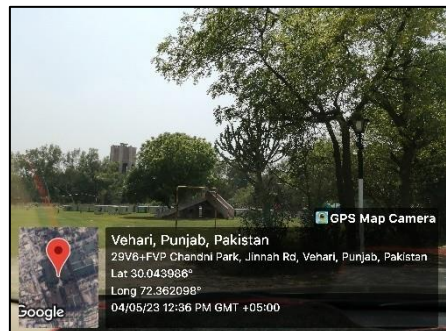 GPS Map Camera
Vehari, Punjab, Pakistan
29V6+FVP Chandni Park, Jinnah Rd, Vehari, Punjab, Pakistan
Lat 30.043986°
Long 72.362098°
04/05/23 12:36 PM GMT +05:00
Google